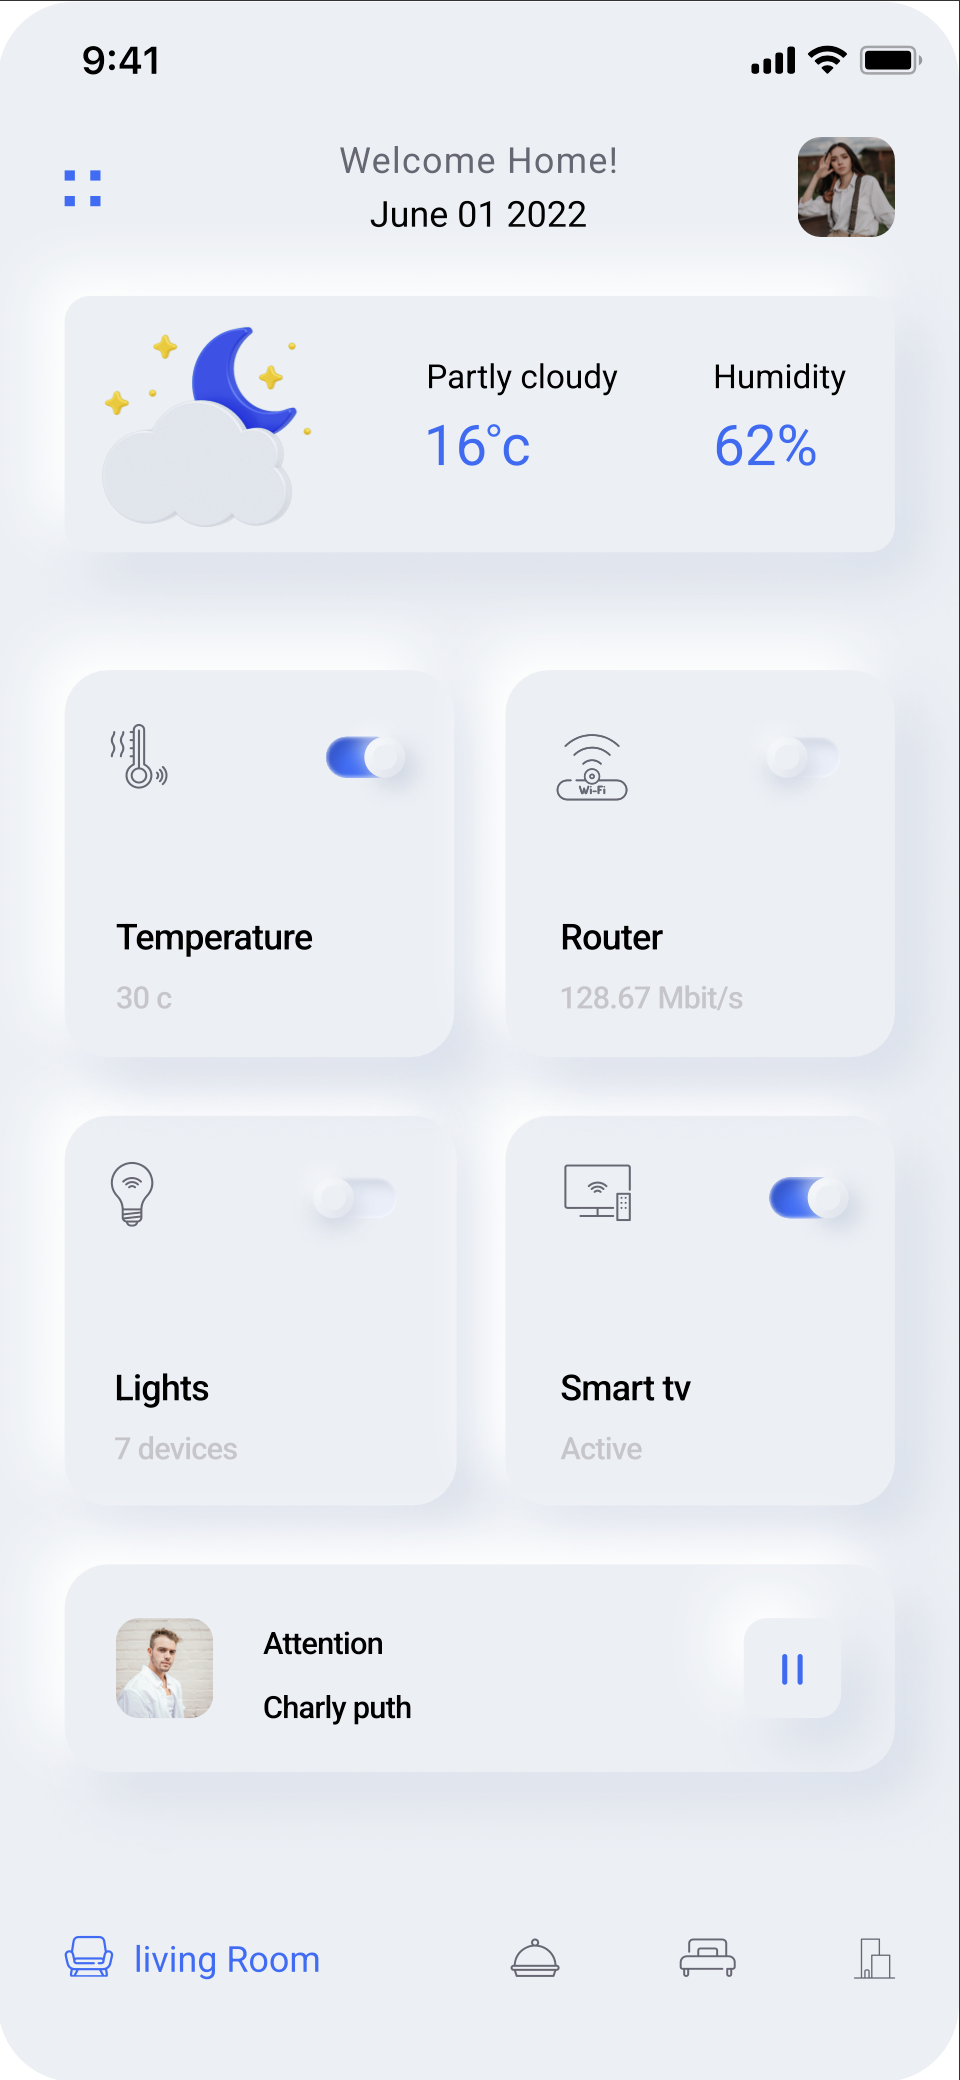 9:41
Welcome Home!
June 01 2022
Partly cloudy
Humidity
16°c
62%
Wi-Fi
Temperature
30 c
Router
128.67 Mbit/s
Lights
7 devices
Smart tv
Active
Attention
Charly puth
living Room